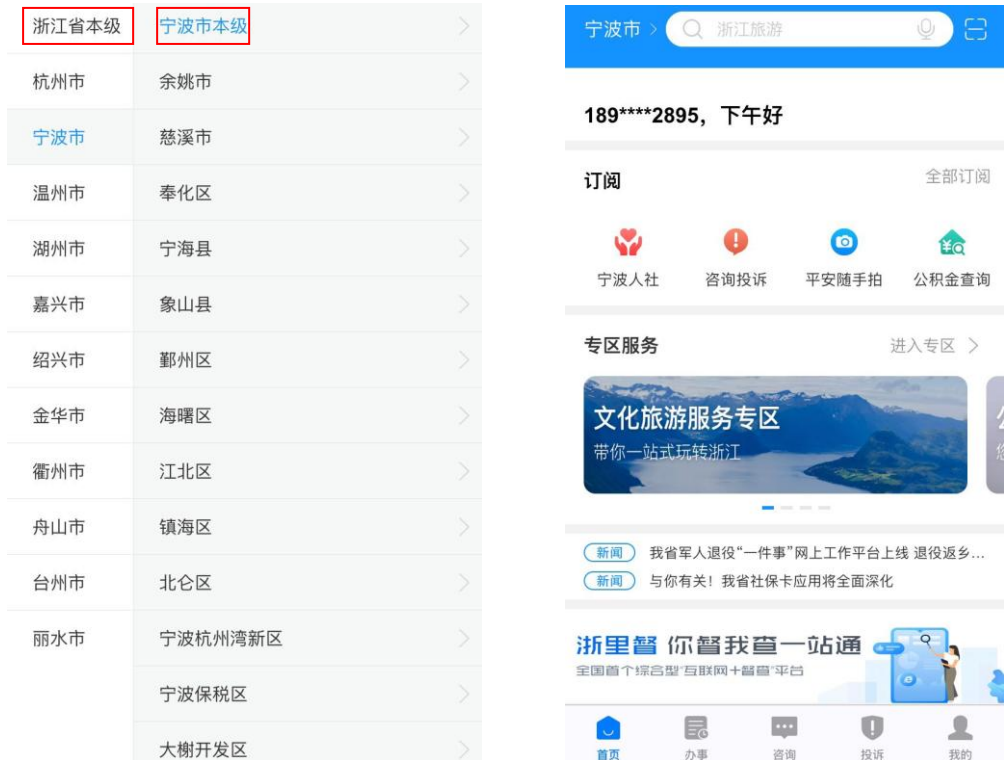 浙江省本级
杭州市
宁波市
温州市
湖州市
嘉兴市
绍兴市
金华市
衢州市
舟山市
台州市
丽水市
宁波市本级
余姚市
慈溪市
奉化区
宁海县
象山县
鄞州区
海曙区
江北区
镇海区
北仑区
宁波杭州湾新区
宁波保税区
大榭开发区
宁波市 浙江旅游
189****2895，下午好
订阅 全部订阅
宁波人社 咨询投诉 平安随手拍 公积金查询
专区服务 进入专区
文化旅游服务专区
带你一站式玩转浙江
新闻 我省军人退役“一件事”网上工作平台上线 退役返乡...
新闻 与你有关！我省社保卡应用将全面深化
浙里督 你督我查一站通
全国首个综合型“互联网+督查”平台
首页 办事 咨询 投诉 我的